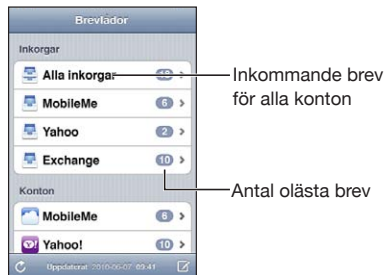 Brevlådor
Inkorgar
Alla inkorgar 18
Inkommande brev
för alla konton
MobileMe 6
Yahoo 2
Exchange 10
Antal olästa brev
Konton
MobileMe 6
Yahoo! 10
Uppdaterat 2010-06-07 09:41